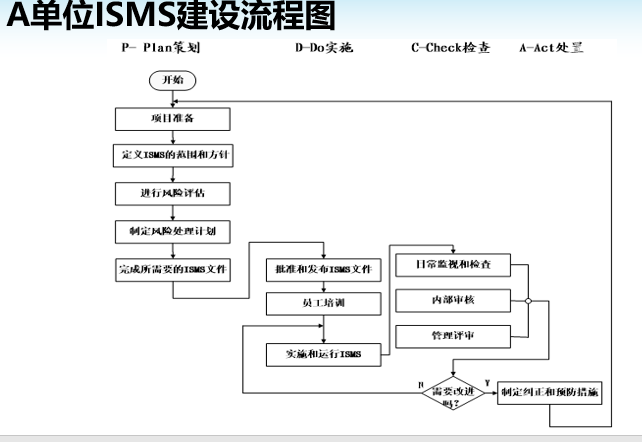 A单位ISMS建设流程图
P- Plan策划
D-Do实施
C-Check检查
A-Act处置
开始
项目准备
定义ISMS的范围和方针
进行风险评估
制定风险处理计划
完成所需要的ISMS文件
批准和发布ISMS文件
员工培训
实施和运行ISMS
日常监视和检查
内部审核
管理评审
需要改进
吗?
N
Y
制定纠正和预防措施